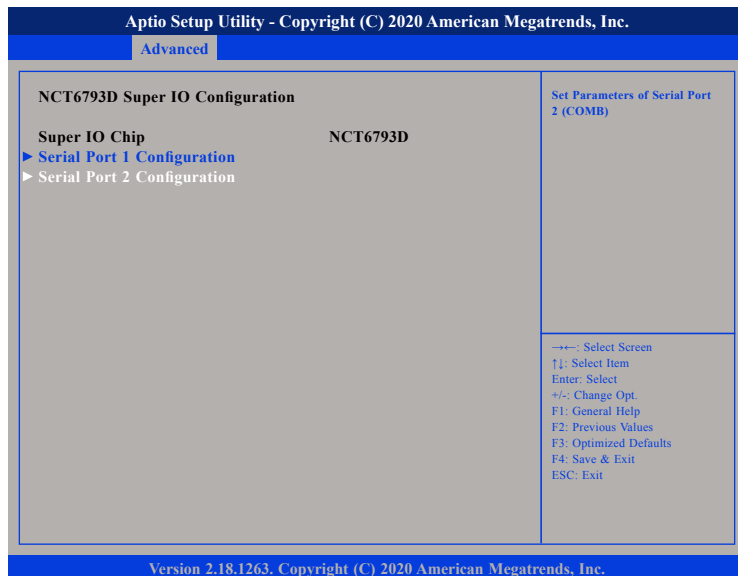 Aptio Setup Utility - Copyright (C) 2020 American Megatrends, Inc.
Advanced
NCT6793D Super IO Configuration
Super IO Chip NCT6793D
► Serial Port 1 Configuration
► Serial Port 2 Configuration
Set Parameters of Serial Port
2 (COMB)
→←: Select Screen
↑↓: Select Item
Enter: Select
+/-: Change Opt.
F1: General Help
F2: Previous Values
F3: Optimized Defaults
F4: Save & Exit
ESC: Exit
Version 2.18.1263. Copyright (C) 2020 American Megatrends, Inc.